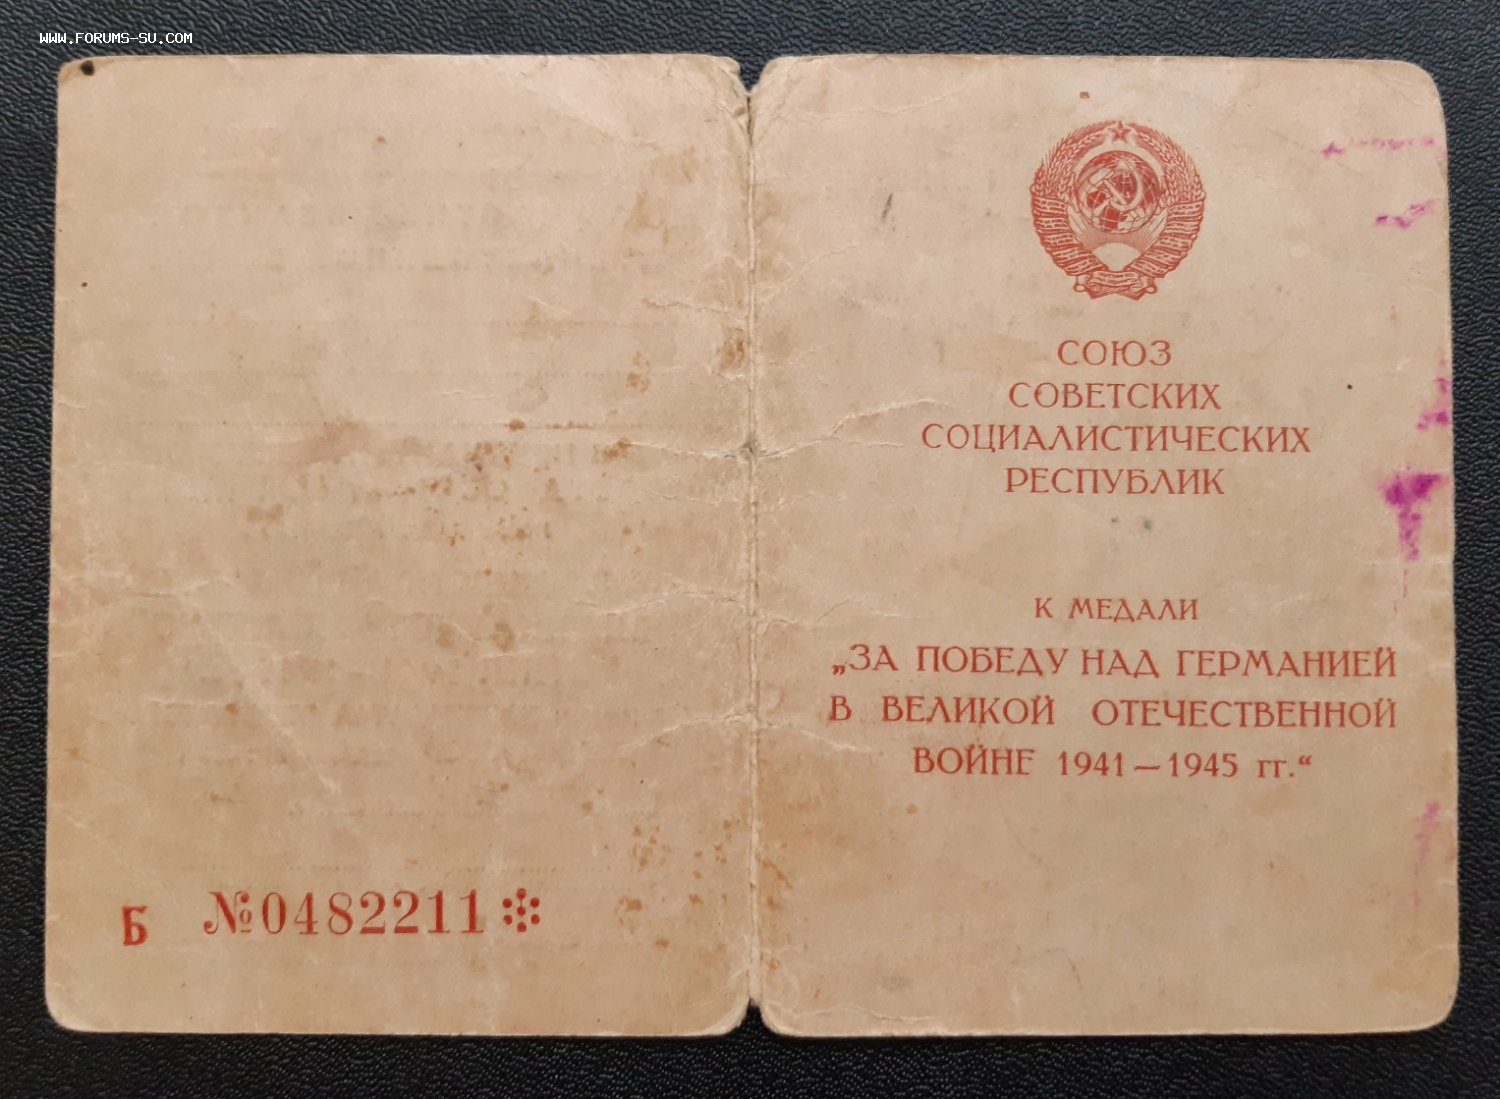 WWW.FORUMS-SU.COM
Б №0482211
СОЮЗ
СОВЕТСКИХ
СОЦИАЛИСТИЧЕСКИХ
РЕСПУБЛИК
К МЕДАЛИ
„ЗА ПОБЕДУ НАД ГЕРМАНИЕЙ
В ВЕЛИКОЙ ОТЕЧЕСТВЕННОЙ
ВОЙНЕ 1941—1945 гг.“